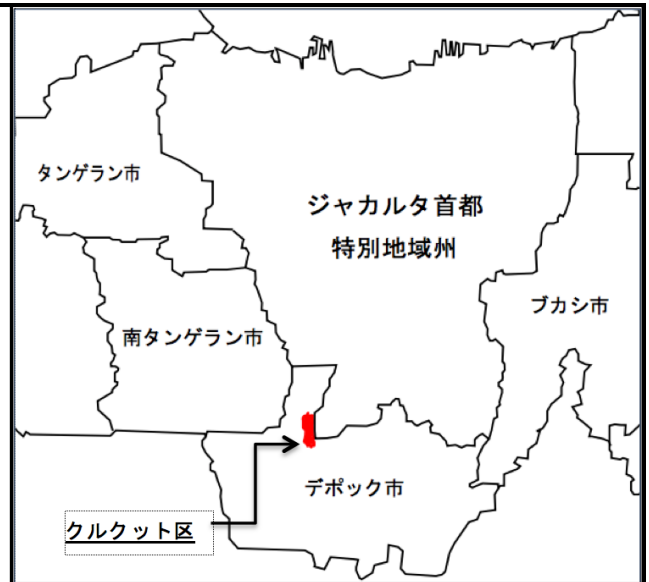 タンゲラン市
ジャカルタ首都
特別地域州
ブカシ市
南タンゲラン市
デポック市
クルクット区